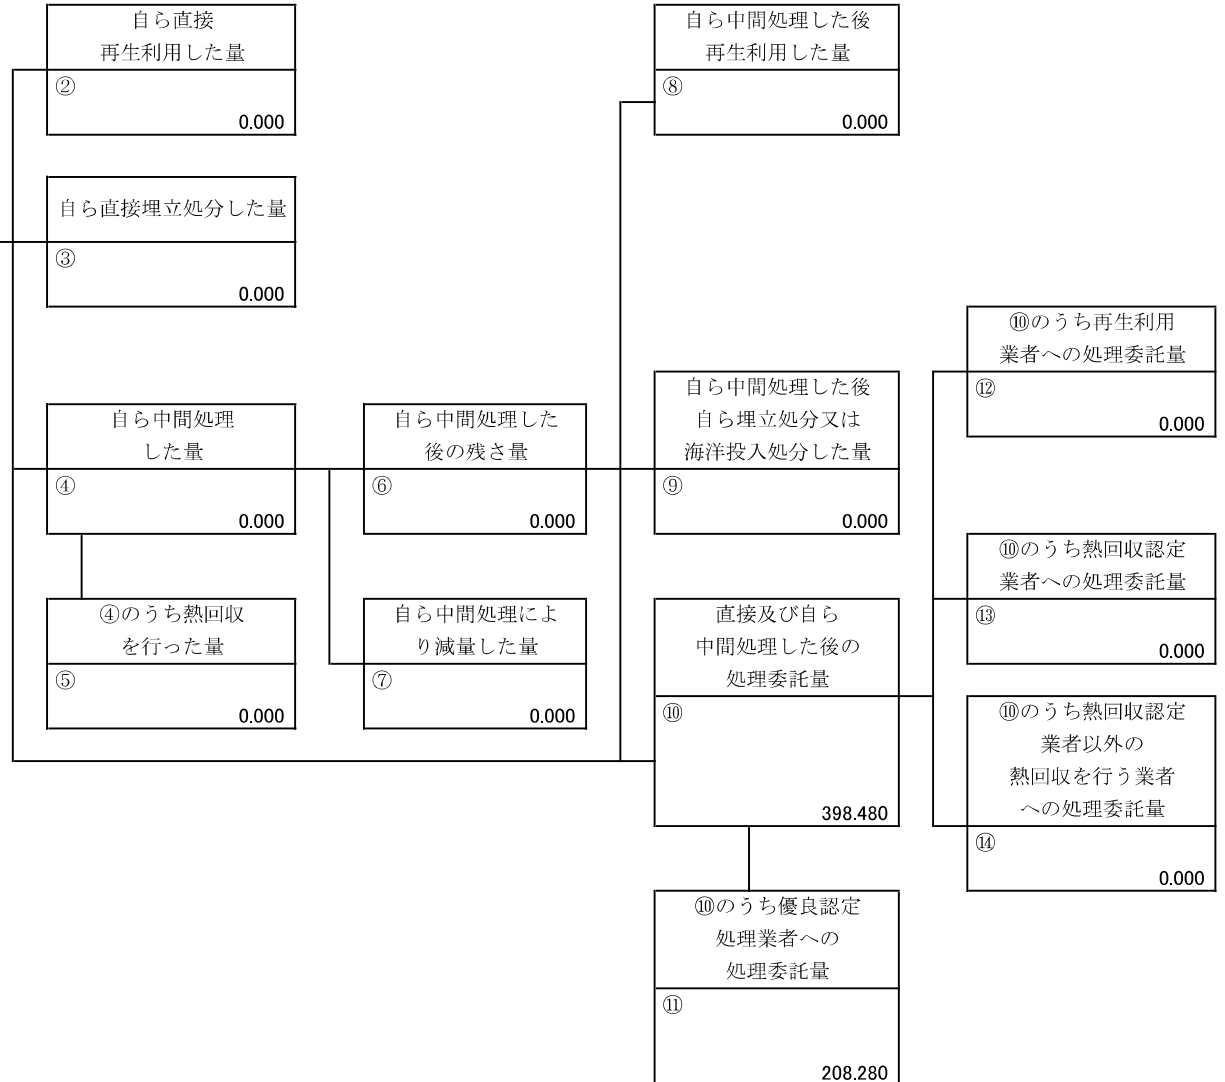 自ら直接
再生利用した量
②
0.000
自ら中間処理した後
再生利用した量
⑧
0.000
自ら直接埋立処分した量
③
0.000
⑩のうち再生利用
業者への処理委託量
⑫
0.000
自ら中間処理
した量
④
0.000
自ら中間処理した
後の残さ量
⑥
0.000
自ら中間処理した後
自ら埋立処分又は
海洋投入処分した量
⑨
0.000
⑩のうち熱回収認定
業者への処理委託量
⑬
0.000
④のうち熱回収
を行った量
⑤
0.000
自ら中間処理によ
り減量した量
⑦
0.000
直接及び自ら
中間処理した後の
処理委託量
⑩
398.480
⑩のうち熱回収認定
業者以外の
熱回収を行う業者
への処理委託量
⑭
0.000
⑩のうち優良認定
処理業者への
処理委託量
⑪
208.280